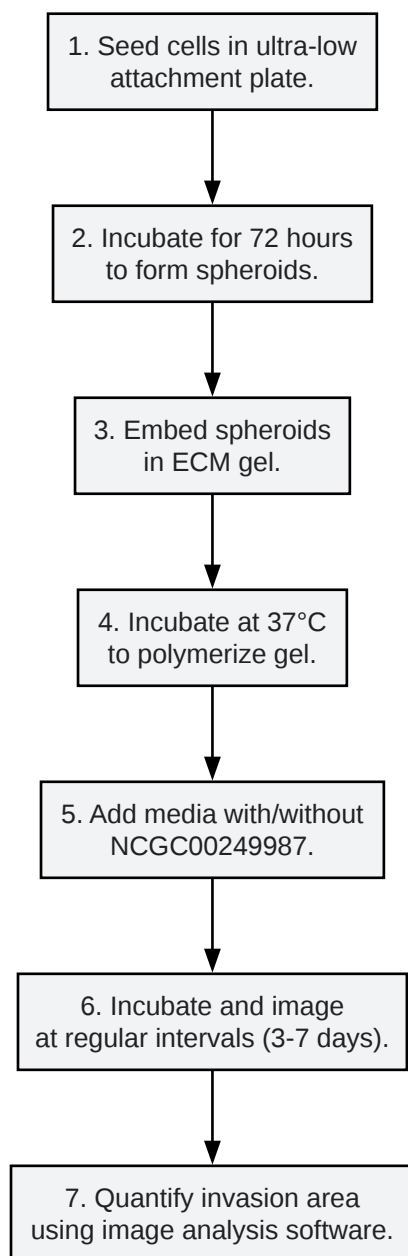 1. Seed cells in ultra-low
attachment plate.
2. Incubate for 72 hours
to form spheroids.
3. Embed spheroids
in ECM gel.
4. Incubate at 37°C
to polymerize gel.
5. Add media with/without
NCGC00249987.
6. Incubate and image
at regular intervals (3-7 days).
7. Quantify invasion area
using image analysis software.